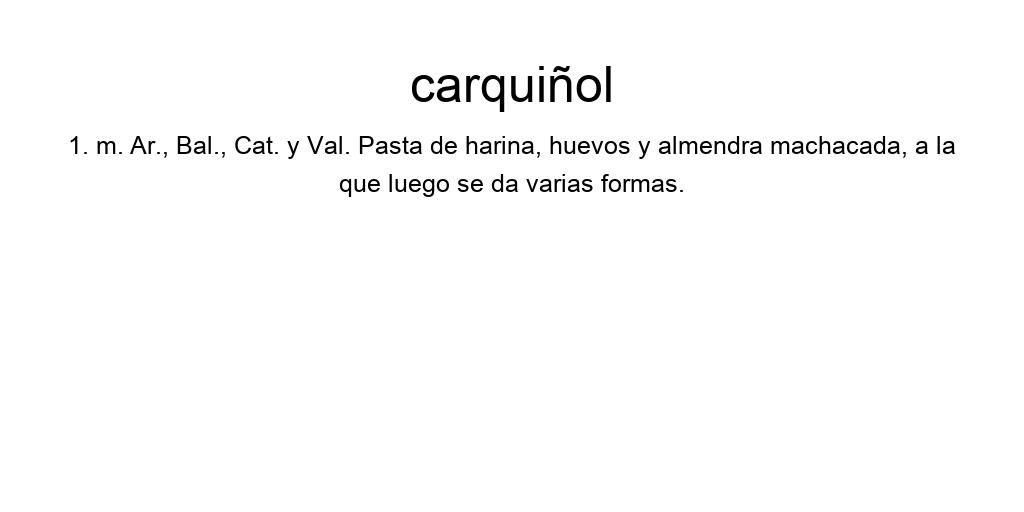 carquiñol
1. m. Ar., Bal., Cat. y Val. Pasta de harina, huevos y almendra machacada, a la
que luego se da varias formas.